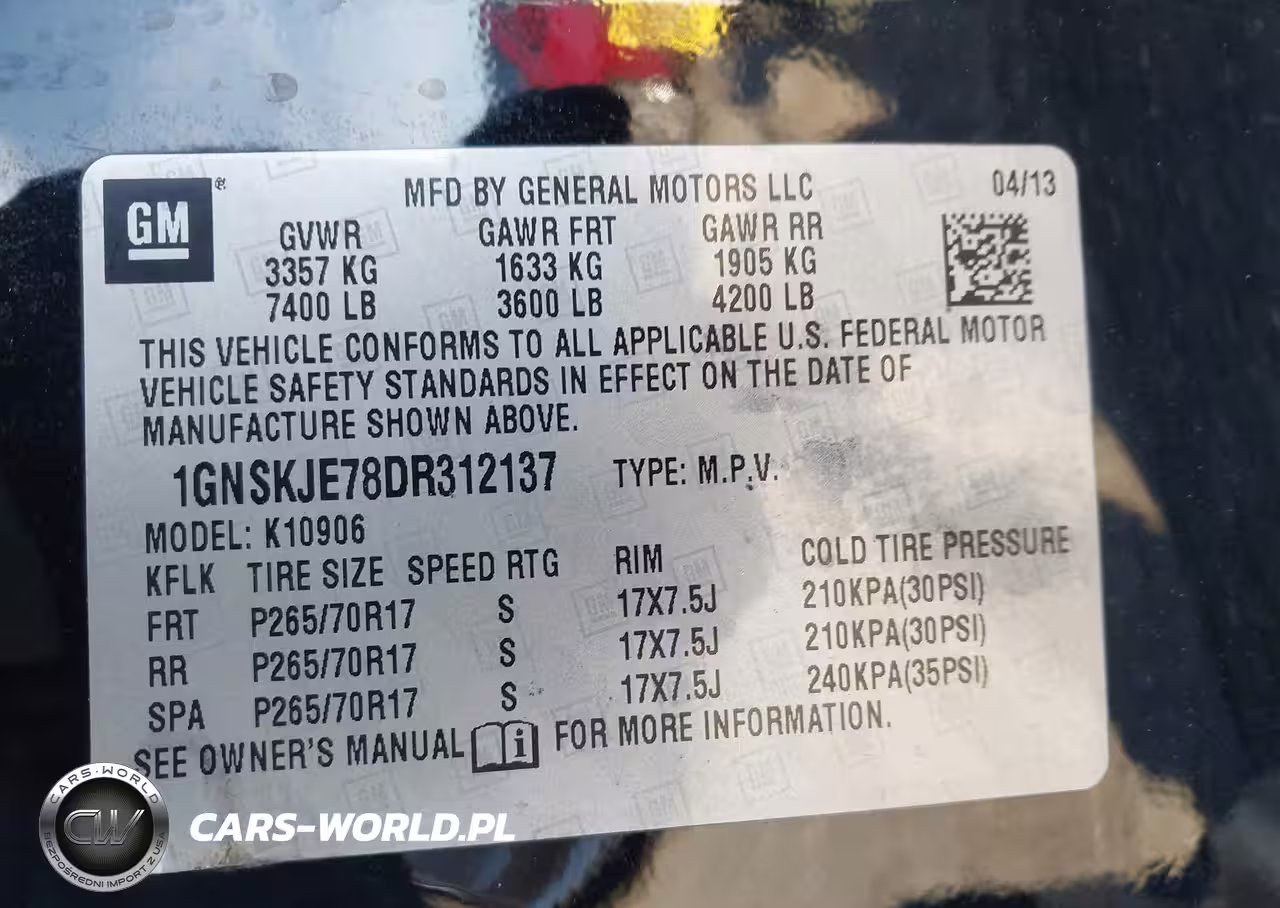 GM
MFD BY GENERAL MOTORS LLC 04/13
GVWR GAWR FRT GAWR RR
3357 KG 1633 KG 1905 KG
7400 LB 3600 LB 4200 LB
THIS VEHICLE CONFORMS TO ALL APPLICABLE U.S. FEDERAL MOTOR
VEHICLE SAFETY STANDARDS IN EFFECT ON THE DATE OF
MANUFACTURE SHOWN ABOVE.
1GNSKJE78DR312137 TYPE: M.P.V.
MODEL: K10906
KFLK TIRE SIZE SPEED RTG RIM COLD TIRE PRESSURE
FRT P265/70R17 S 17X7.5J 210KPA(30PSI)
RR P265/70R17 S 17X7.5J 210KPA(30PSI)
SPA P265/70R17 S 17X7.5J 240KPA(35PSI)
SEE OWNER'S MANUAL i FOR MORE INFORMATION.
CARS-WORLD
CW
BEZPOŚREDNI IMPORT Z USA
CARS-WORLD.PL